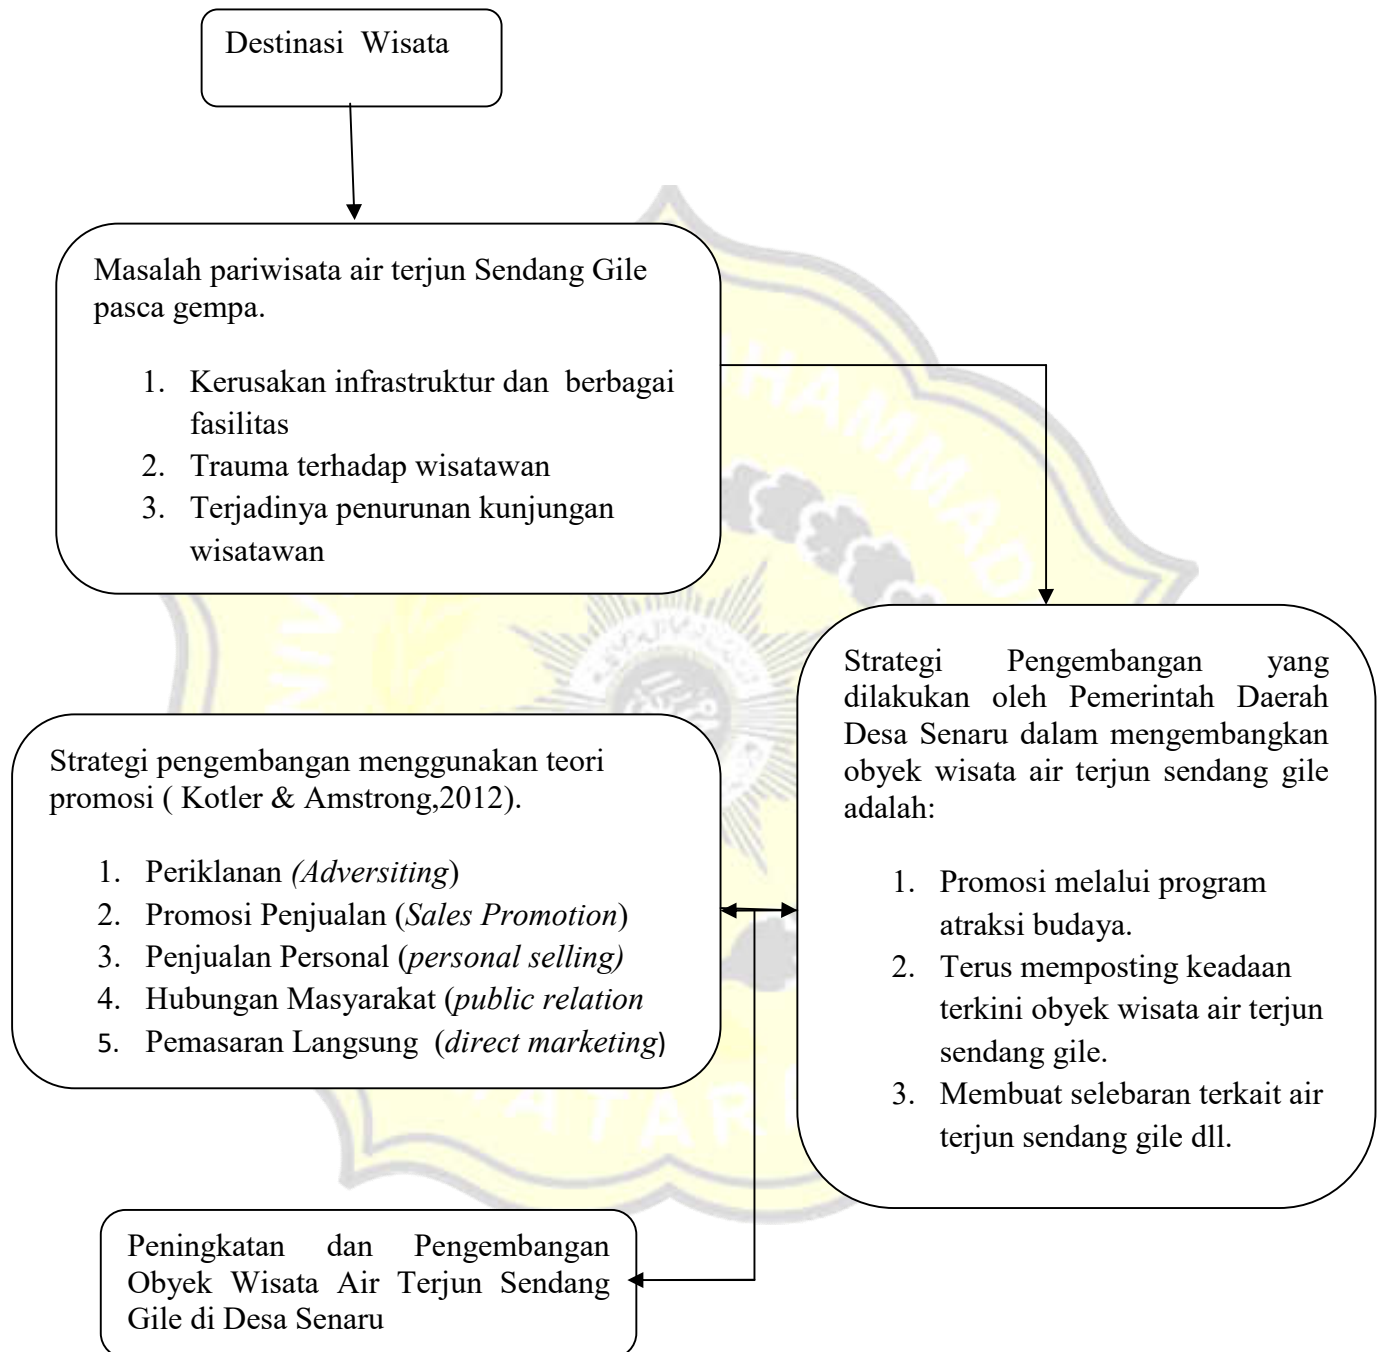 Destinasi Wisata
Masalah pariwisata air terjun Sendang Gile
pasca gempa.
1. Kerusakan infrastruktur dan berbagai
fasilitas
2. Trauma terhadap wisatawan
3. Terjadinya penurunan kunjungan
wisatawan
Strategi Pengembangan yang
dilakukan oleh Pemerintah Daerah
Desa Senaru dalam mengembangkan
obyek wisata air terjun sendang gile
adalah:
1. Promosi melalui program
atraksi budaya.
2. Terus memposting keadaan
terkini obyek wisata air terjun
sendang gile.
3. Membuat selebaran terkait air
terjun sendang gile dll.
Strategi pengembangan menggunakan teori
promosi ( Kotler & Amstrong,2012).
1. Periklanan (Adversiting)
2. Promosi Penjualan (Sales Promotion)
3. Penjualan Personal (personal selling)
4. Hubungan Masyarakat (public relation
5. Pemasaran Langsung (direct marketing)
Peningkatan dan Pengembangan
Obyek Wisata Air Terjun Sendang
Gile di Desa Senaru